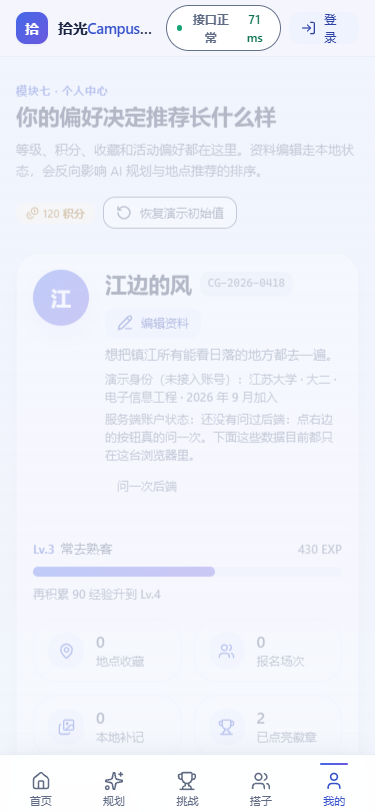 拾 拾光Campus... 接口正常 71 ms 登录
模块七 · 个人中心
你的偏好决定推荐长什么样
等级、积分、收藏和活动偏好都在这里。资料编辑走本地状
态，会反向影响 AI 规划与地点推荐的排序。
120 积分 恢复演示初始值
江 江边的风 CG-2026-0418
编辑资料
想把镇江所有能看日落的地方都去一遍。
演示身份（未接入账号）：江苏大学 · 大二 ·
电子信息工程 · 2026 年 9 月加入
服务端账户状态：还没有问过后端：点右边
的按钮真的问一次。下面这些数据目前都只
在这台浏览器里。
问一次后端
Lv.3 常去熟客 430 EXP
再积累 90 经验升到 Lv.4
0 0
地点收藏 报名场次
0 2
本地补记 已点亮徽章
首页 规划 挑战 搭子 我的